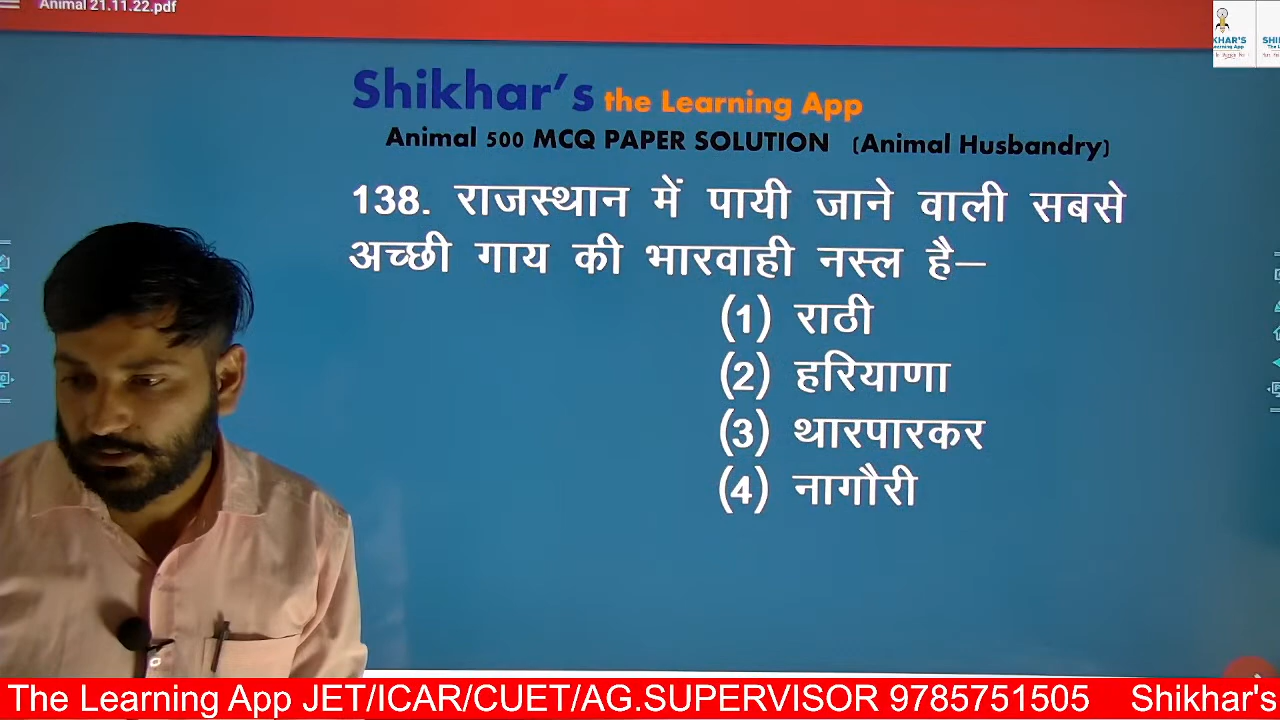 Animal 21.11.22.pdf
Shikhar's the Learning App
Animal 500 MCQ PAPER SOLUTION (Animal Husbandry)
138. राजस्थान में पायी जाने वाली सबसे
अच्छी गाय की भारवाही नस्ल है–
(1) राठी
(2) हरियाणा
(3) थारपारकर
(4) नागौरी
The Learning App JET/ICAR/CUET/AG.SUPERVISOR 9785751505 Shikhar's